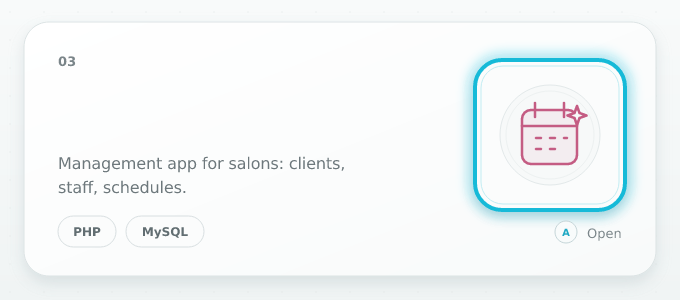 03
Management app for salons: clients,
staff, schedules.
PHP MySQL
A Open